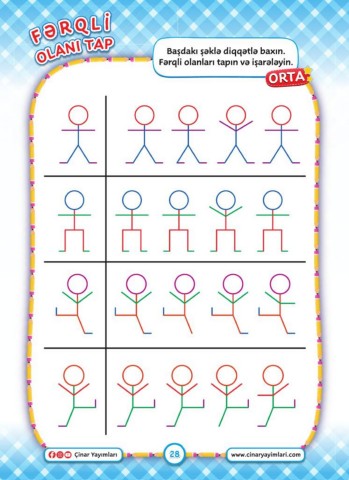 FƏRQLİ
OLANI TAP
Başdakı şəklə diqqətlə baxın.
Fərqli olanları tapın və işarələyin.
ORTA
Çinar Yayımları
28
www.cinaryayimlari.com